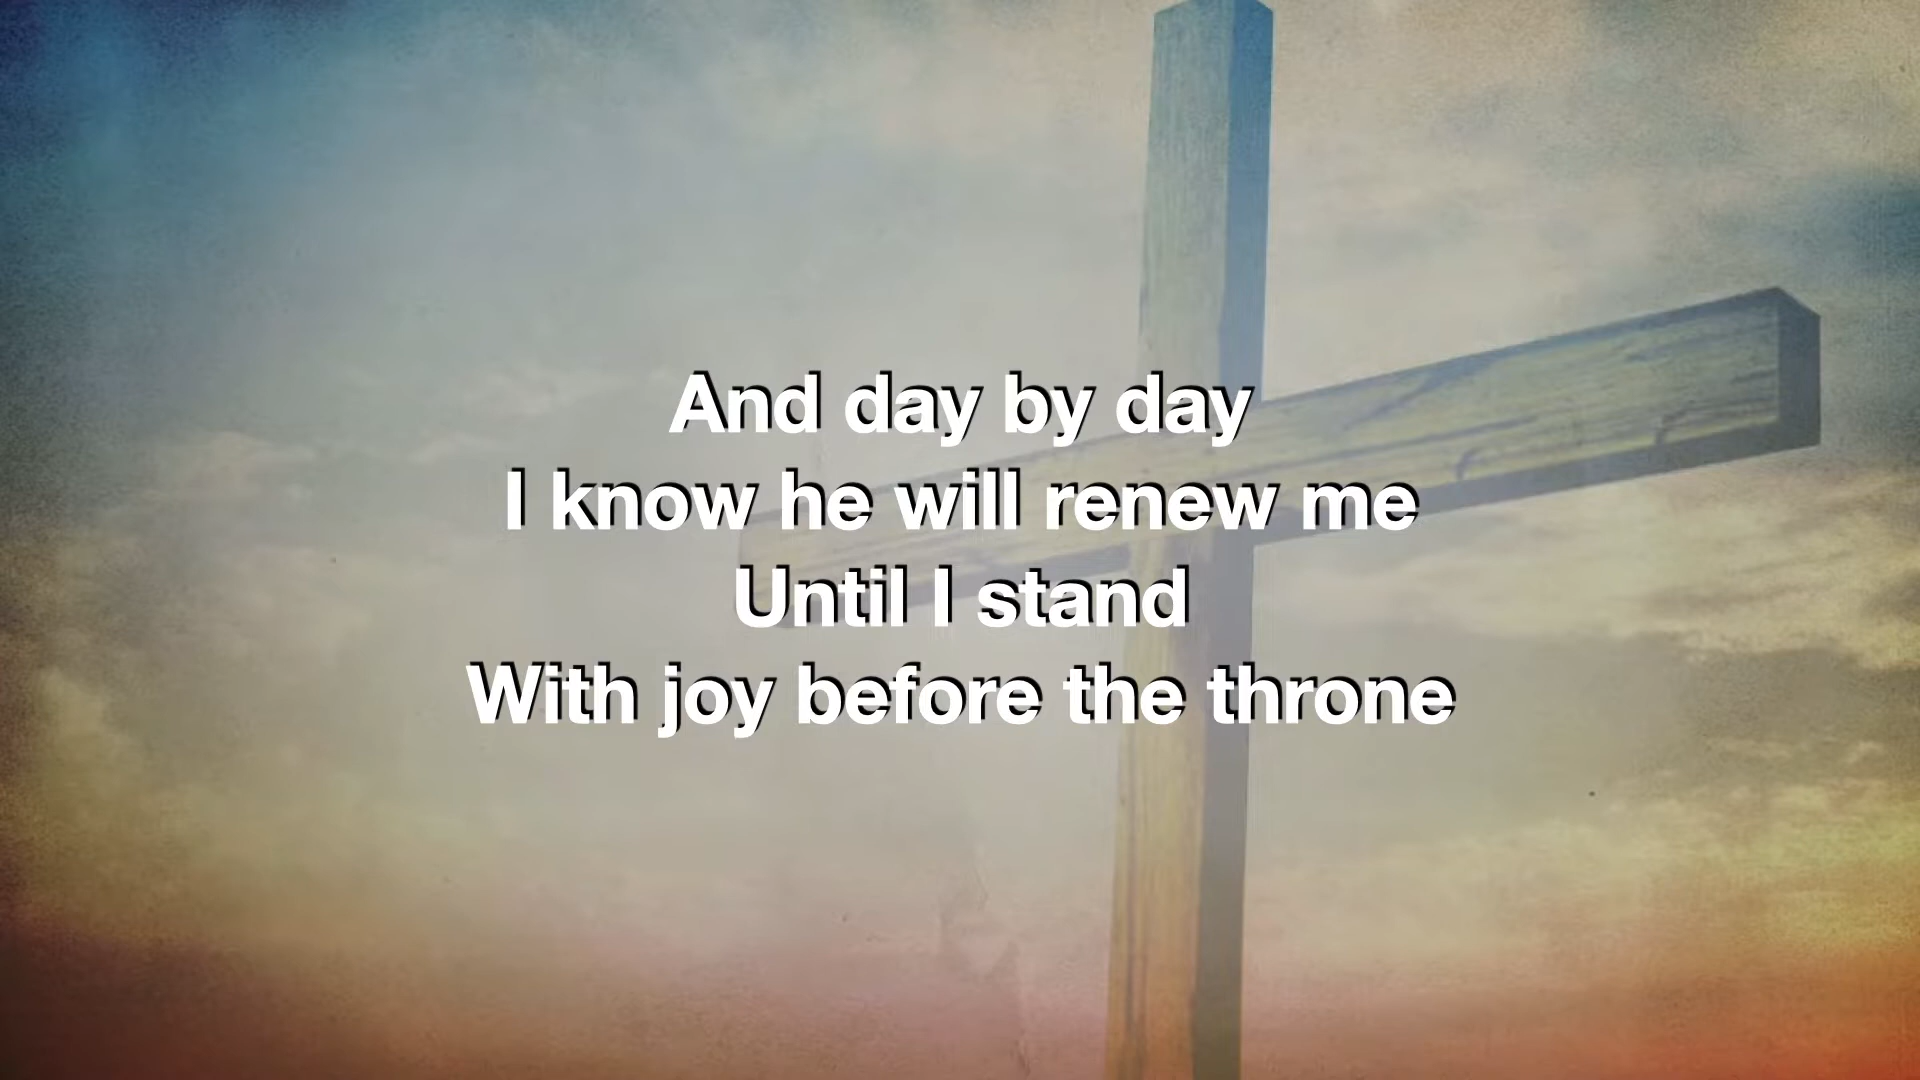 And day by day
I know he will renew me
Until I stand
With joy before the throne